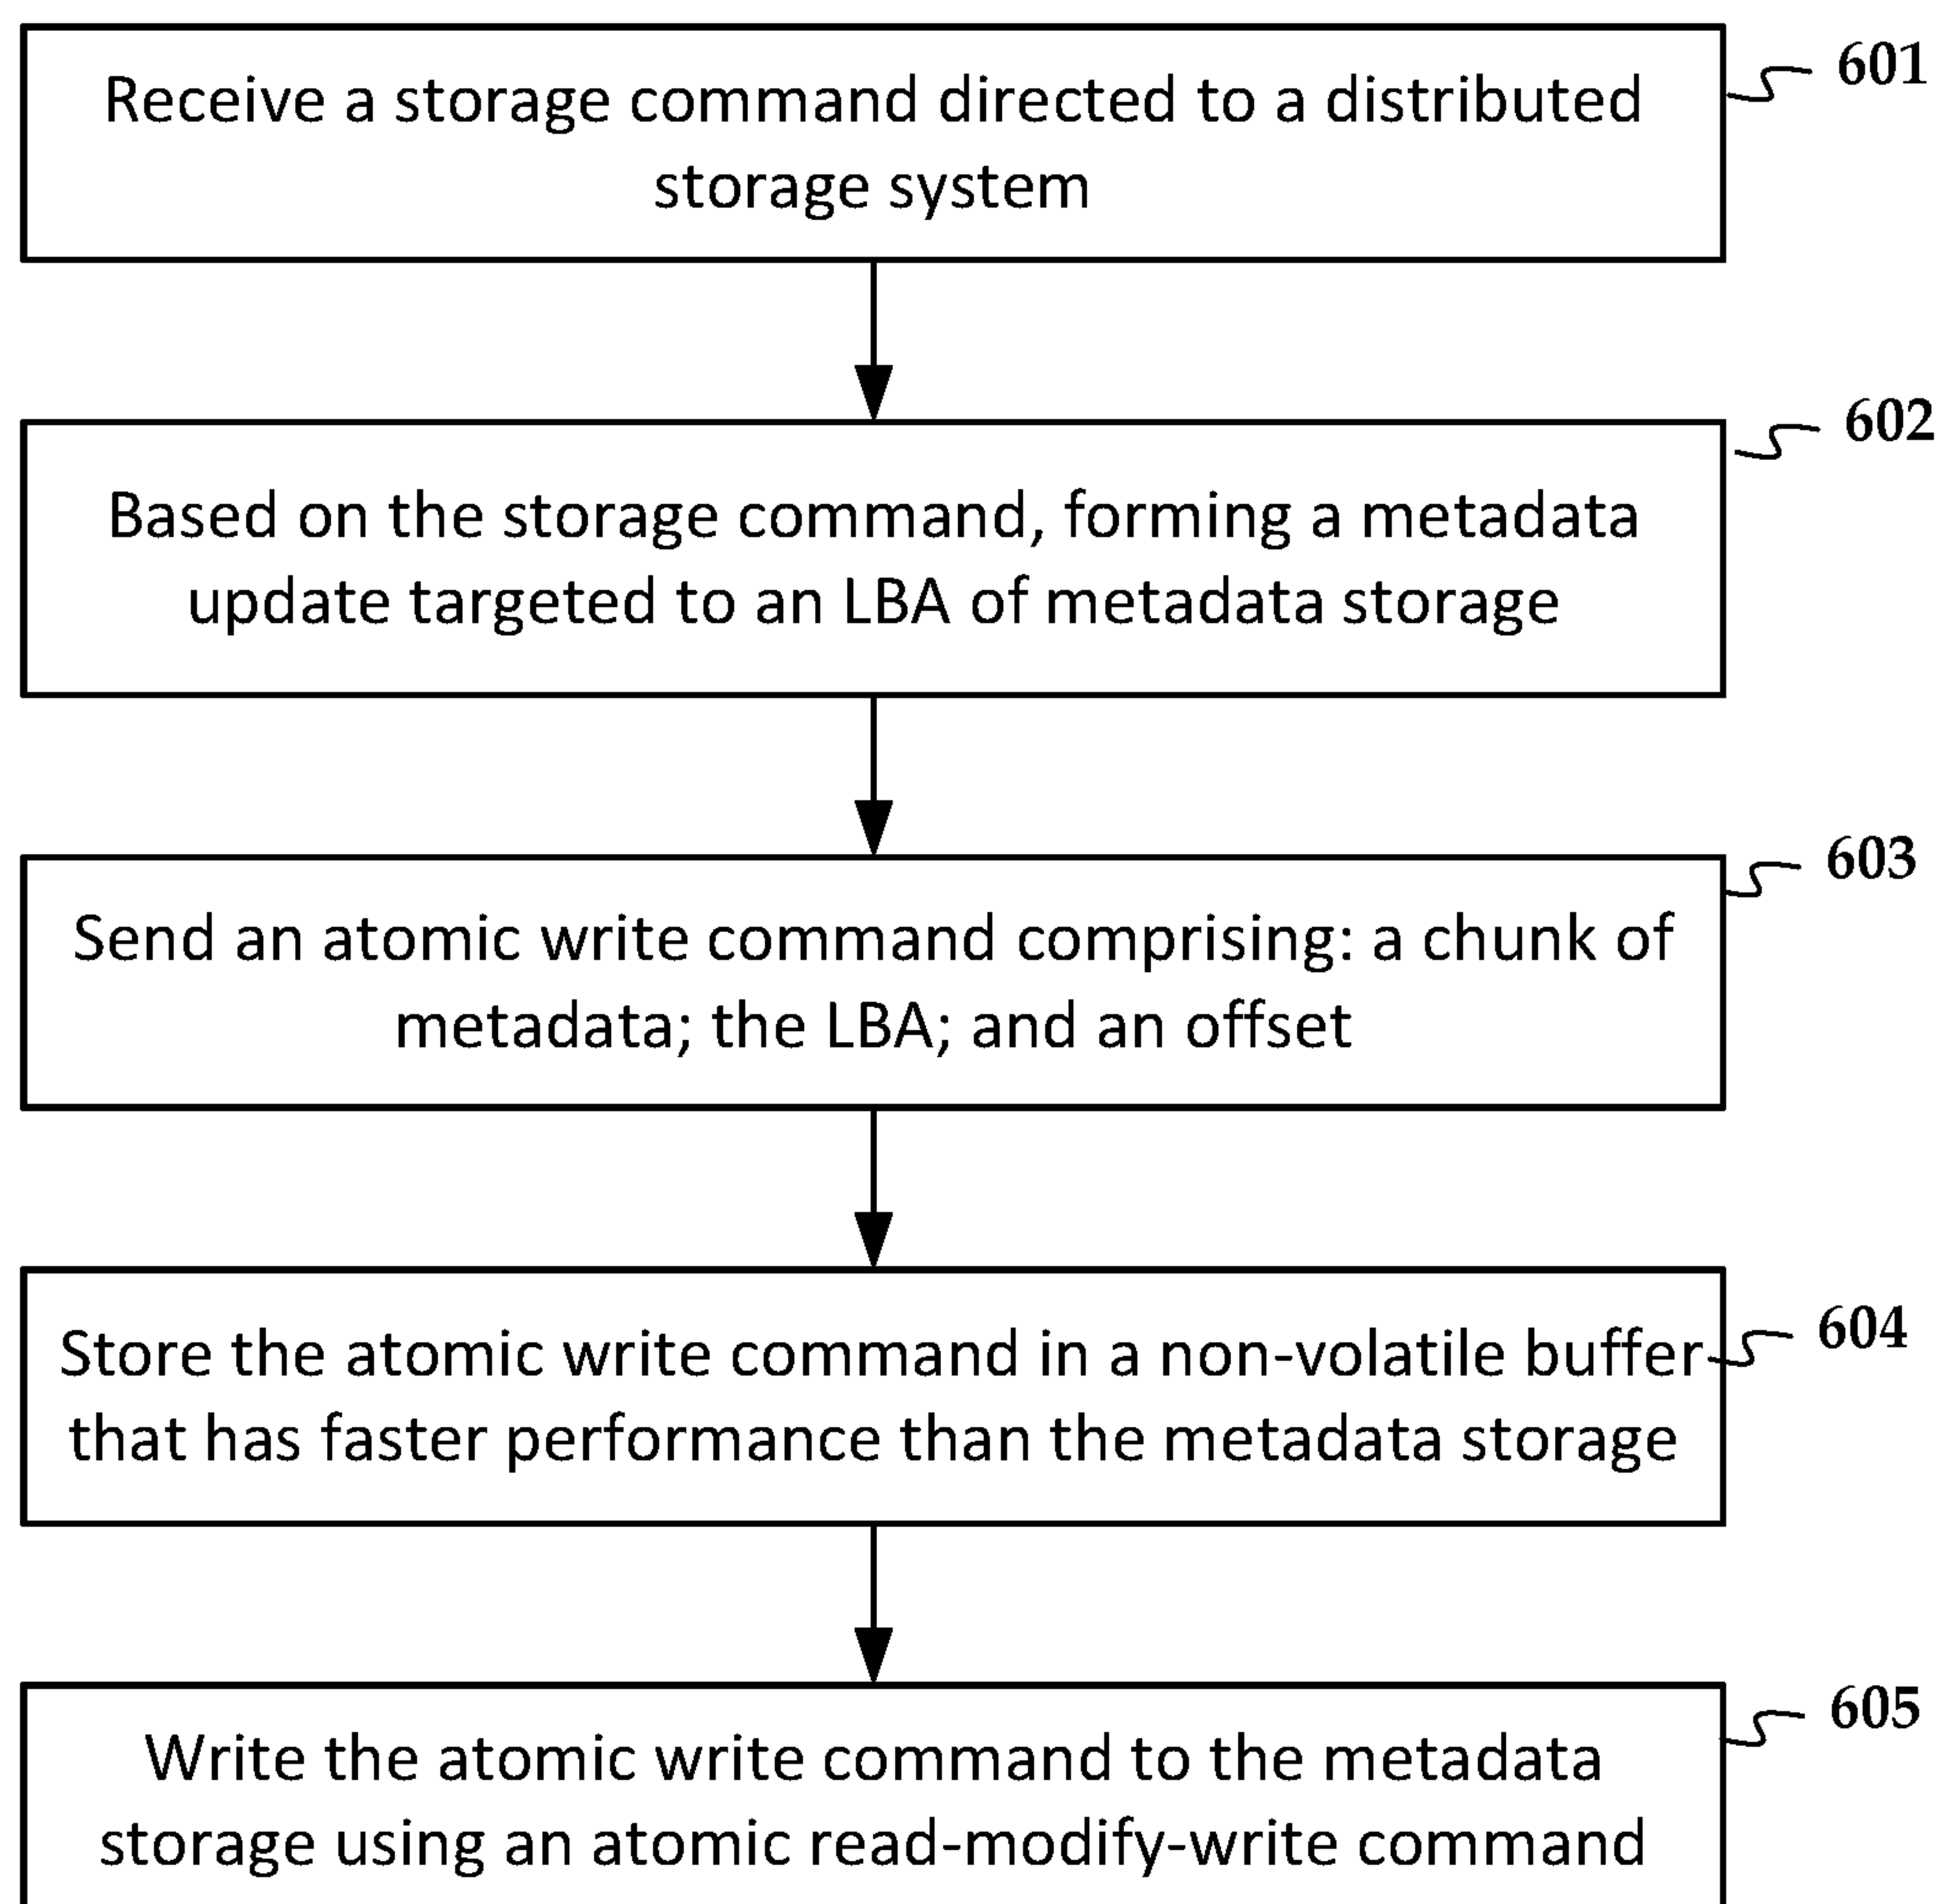 Receive a storage command directed to a distributed
storage system
601
Based on the storage command, forming a metadata
update targeted to an LBA of metadata storage
602
Send an atomic write command comprising: a chunk of
metadata; the LBA; and an offset
603
Store the atomic write command in a non-volatile buffer
that has faster performance than the metadata storage
604
Write the atomic write command to the metadata
storage using an atomic read-modify-write command
605